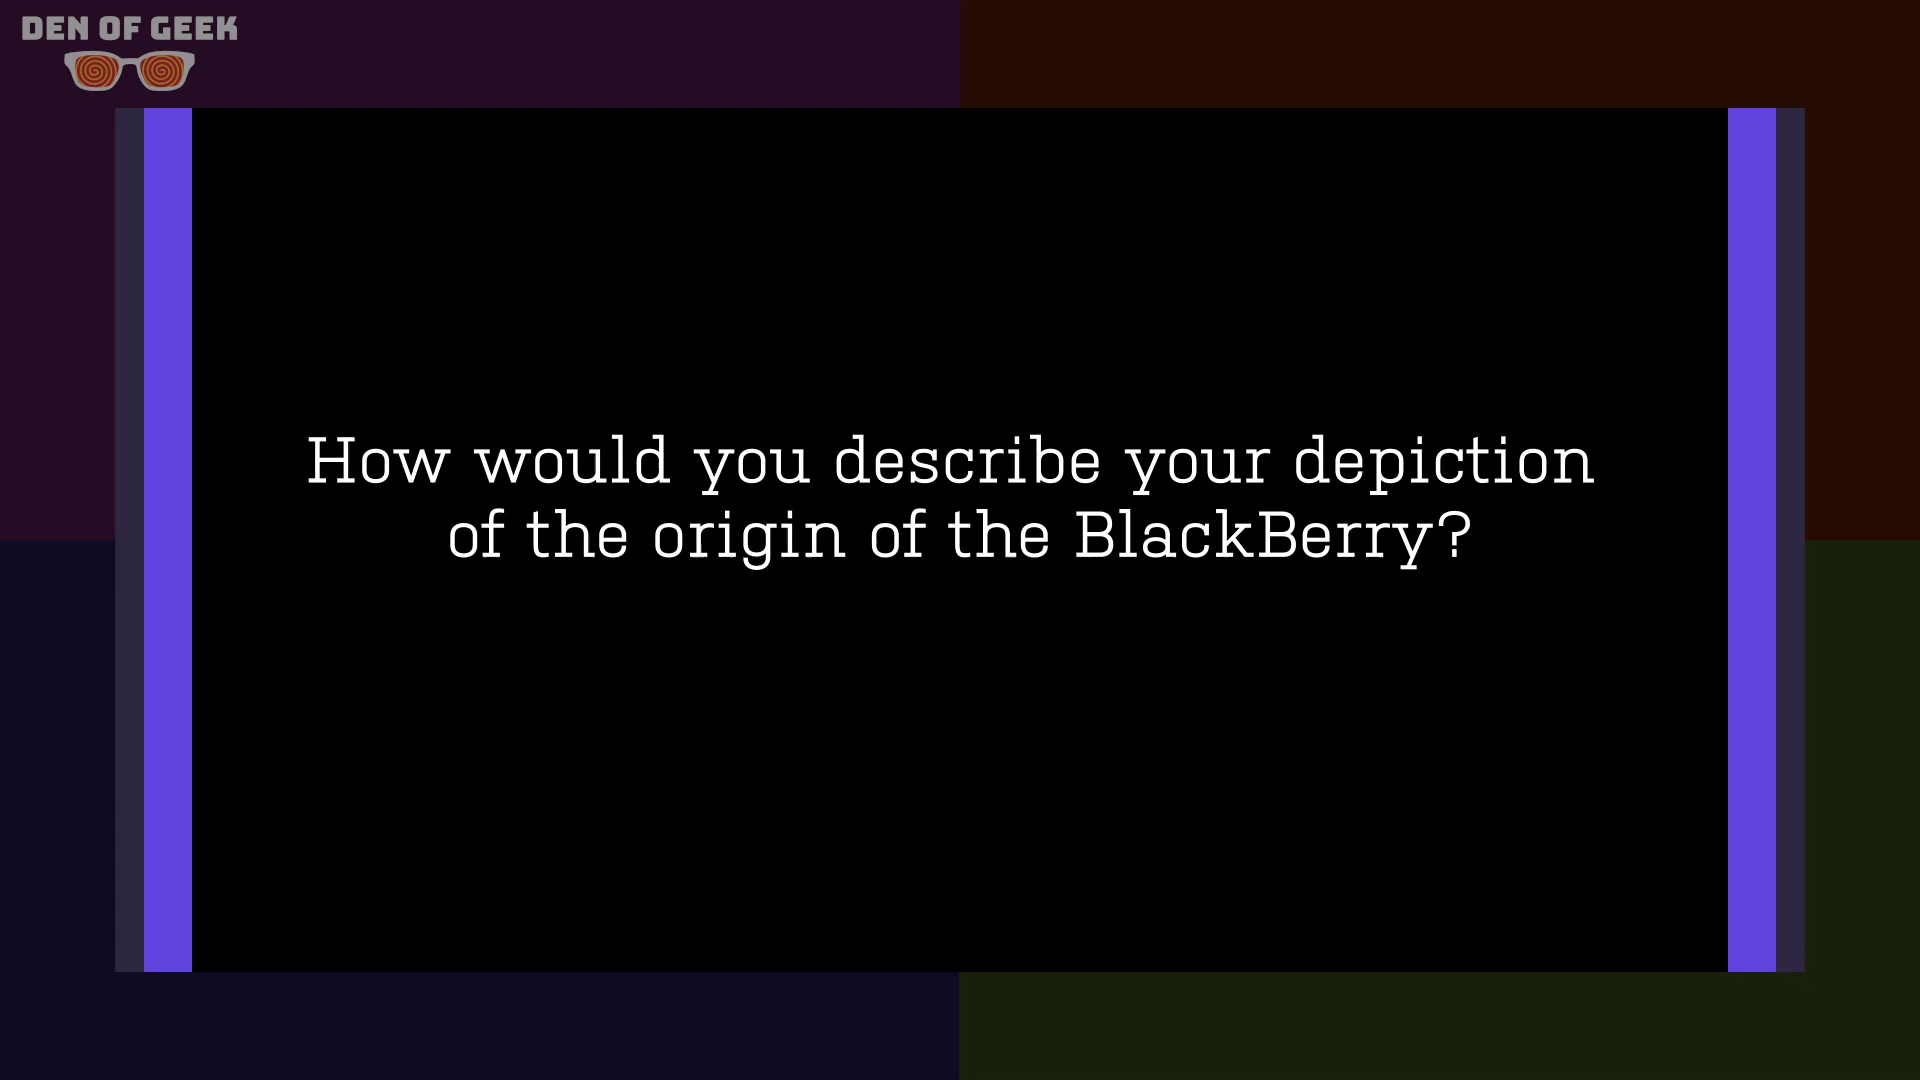 DEN OF GEEK
How would you describe your depiction
of the origin of the BlackBerry?